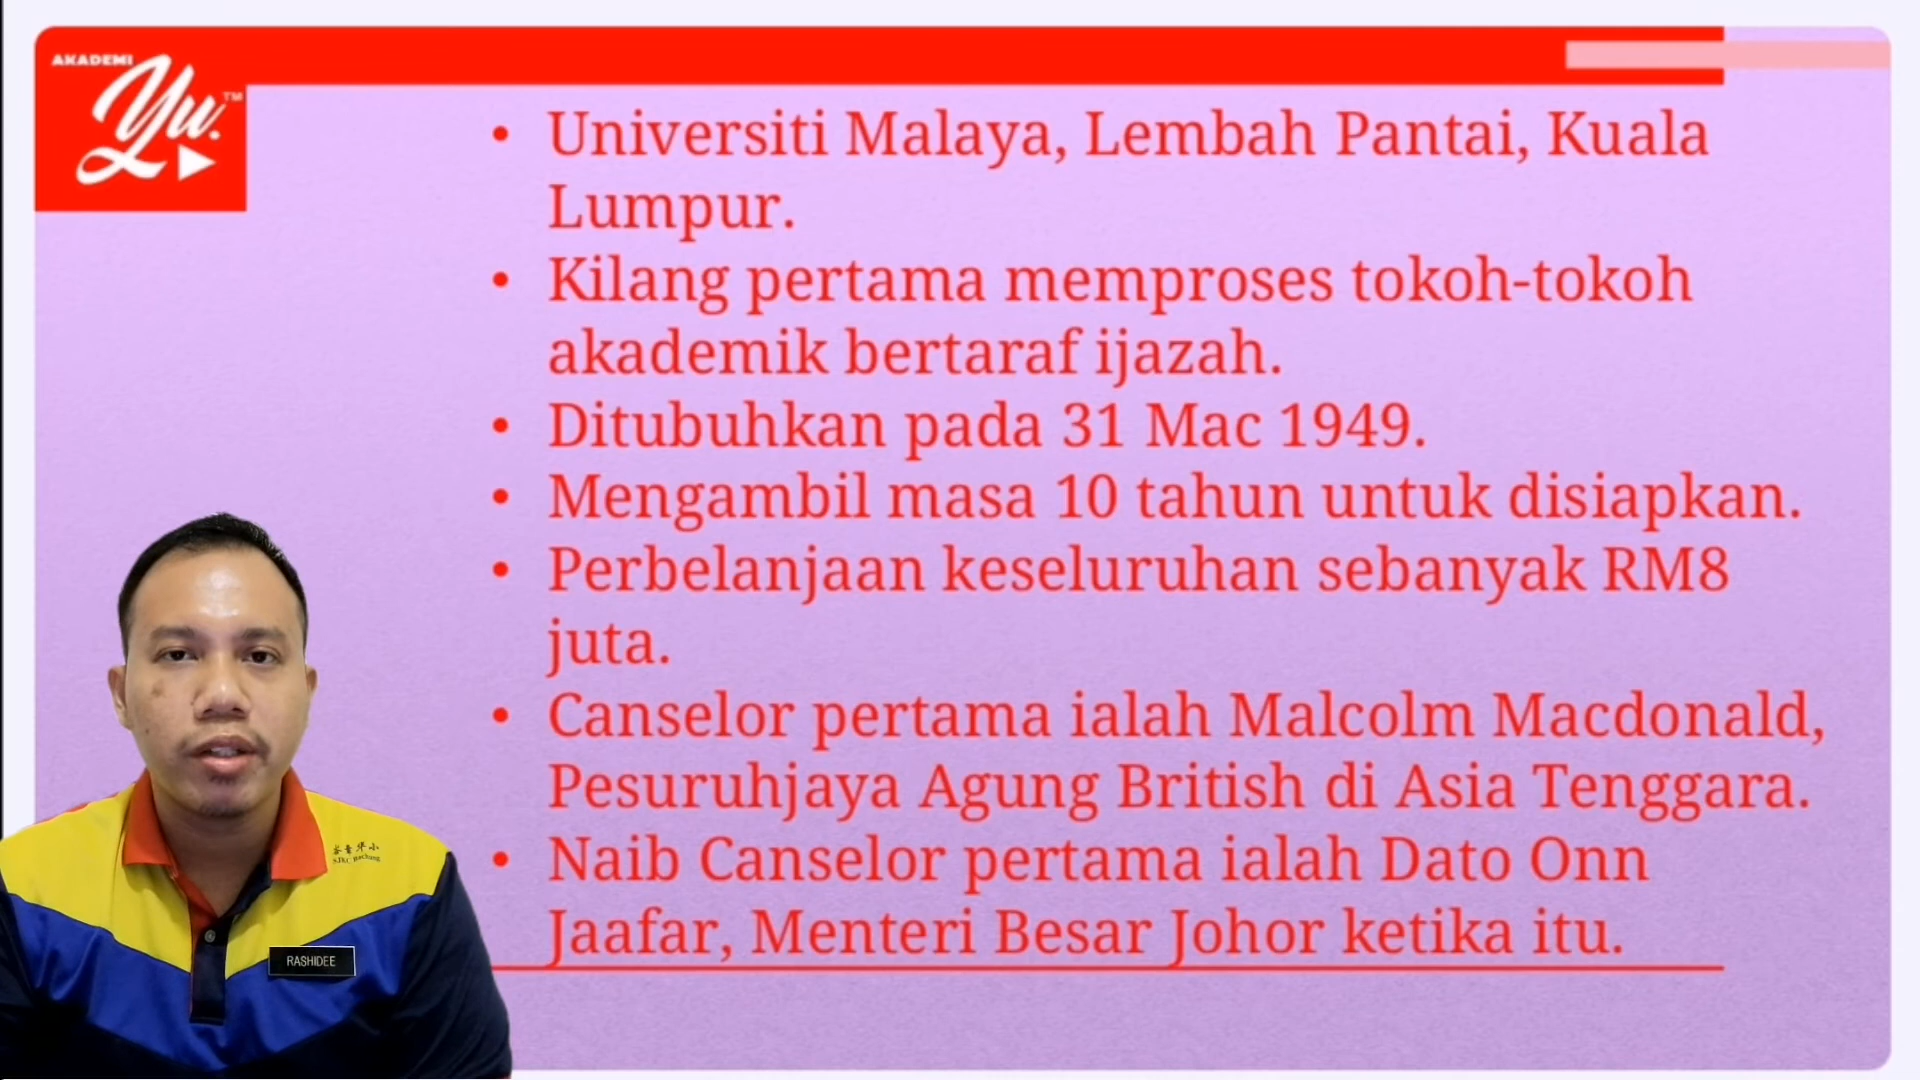 AKADEMI
Yu.™
• Universiti Malaya, Lembah Pantai, Kuala
Lumpur.
• Kilang pertama memproses tokoh-tokoh
akademik bertaraf ijazah.
• Ditubuhkan pada 31 Mac 1949.
• Mengambil masa 10 tahun untuk disiapkan.
• Perbelanjaan keseluruhan sebanyak RM8
juta.
• Canselor pertama ialah Malcolm Macdonald,
Pesuruhjaya Agung British di Asia Tenggara.
• Naib Canselor pertama ialah Dato Onn
Jaafar, Menteri Besar Johor ketika itu.
RASHIDEE